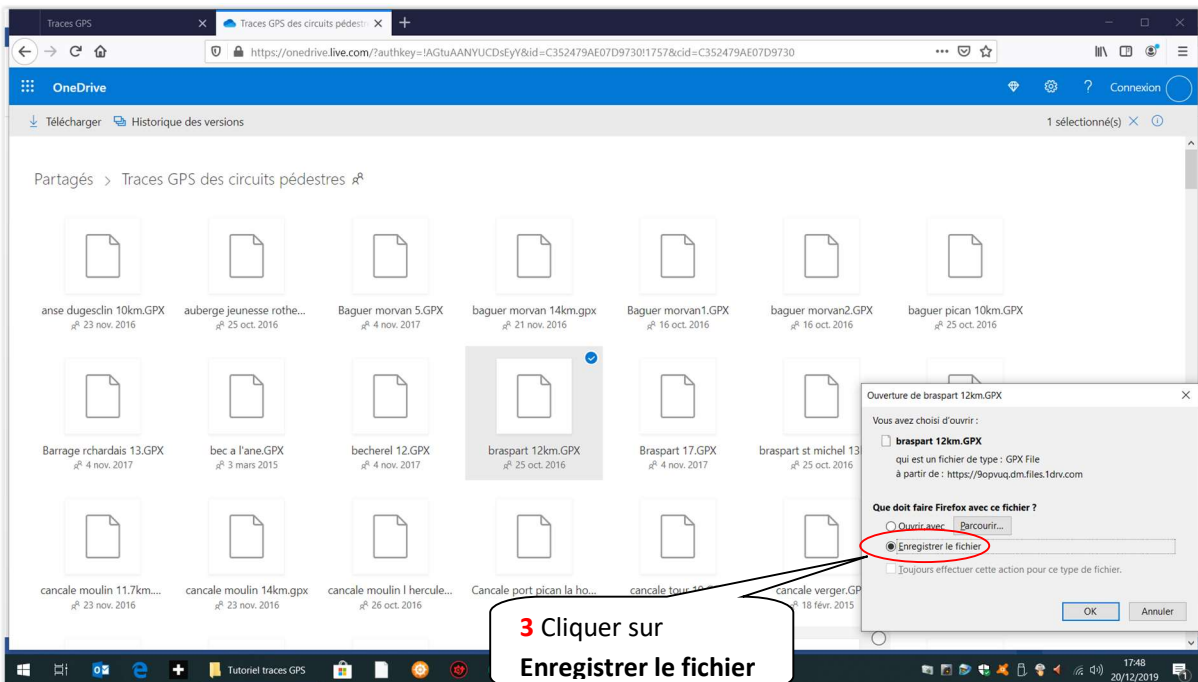 Traces GPS
Traces GPS des circuits pédestr
https://onedrive.live.com/?authkey=!AGtuAANYUCDsEyY&id=C352479AE07D9730!1757&cid=C352479AE07D9730
OneDrive
? Connexion
Télécharger Historique des versions
1 sélectionné(s)
Partagés > Traces GPS des circuits pédestres
anse dugesclin 10km.GPX
23 nov. 2016
auberge jeunesse rothe...
25 oct. 2016
Baguer morvan 5.GPX
4 nov. 2017
baguer morvan 14km.gpx
21 nov. 2016
Baguer morvan1.GPX
16 oct. 2016
baguer morvan2.GPX
16 oct. 2016
baguer pican 10km.GPX
25 oct. 2016
Barrage rchardais 13.GPX
4 nov. 2017
bec a l'ane.GPX
3 mars 2015
becherel 12.GPX
4 nov. 2017
braspart 12km.GPX
25 oct. 2016
Braspart 17.GPX
4 nov. 2017
braspart st michel 13
25 oct. 2016
cancale moulin 11.7km....
23 nov. 2016
cancale moulin 14km.gpx
23 nov. 2016
cancale moulin l hercule...
26 oct. 2016
Cancale port pican la ho...
cancale tour
cancale verger.GP
18 févr. 2015
Ouverture de braspart 12km.GPX
Vous avez choisi d'ouvrir :
braspart 12km.GPX
qui est un fichier de type : GPX File
à partir de : https://9opvuq.dm.files.1drv.com
Que doit faire Firefox avec ce fichier ?
Ouvrir avec Parcourir...
Enregistrer le fichier
Toujours effectuer cette action pour ce type de fichier.
OK Annuler
3 Cliquer sur
Enregistrer le fichier
Tutoriel traces GPS
17:48
20/12/2019